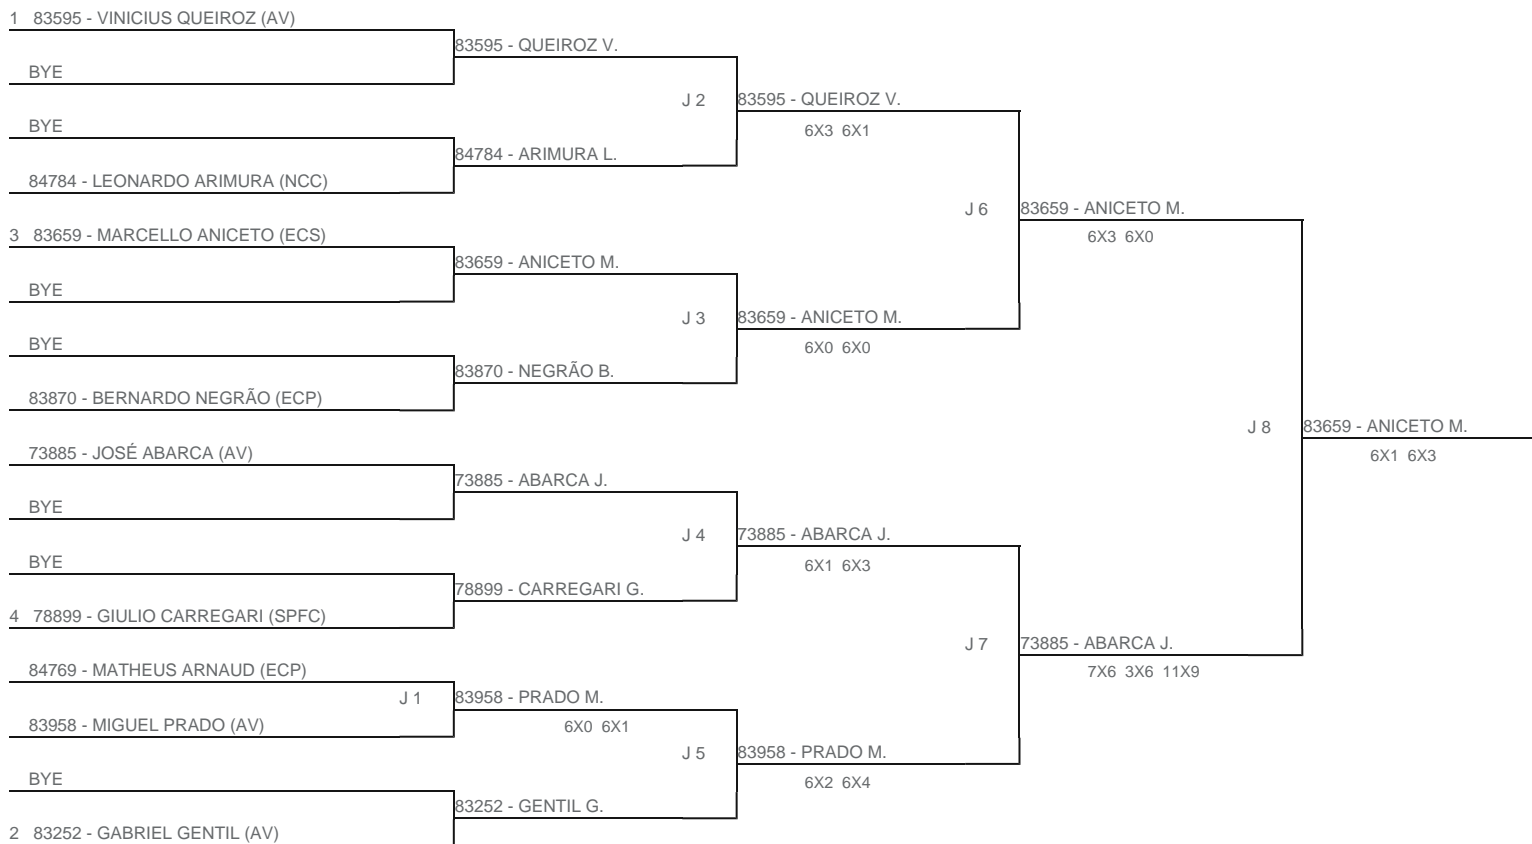 1 83595 - VINICIUS QUEIROZ (AV)
83595 - QUEIROZ V.
BYE
J 2
83595 - QUEIROZ V.
6X3 6X1
BYE
84784 - ARIMURA L.
84784 - LEONARDO ARIMURA (NCC)
J 6
83659 - ANICETO M.
6X3 6X0
3 83659 - MARCELLO ANICETO (ECS)
83659 - ANICETO M.
BYE
J 3
83659 - ANICETO M.
6X0 6X0
BYE
83870 - NEGRÃO B.
83870 - BERNARDO NEGRÃO (ECP)
J 8
83659 - ANICETO M.
6X1 6X3
73885 - JOSÉ ABARCA (AV)
73885 - ABARCA J.
BYE
J 4
73885 - ABARCA J.
6X1 6X3
BYE
78899 - CARREGARI G.
4 78899 - GIULIO CARREGARI (SPFC)
J 7
73885 - ABARCA J.
7X6 3X6 11X9
84769 - MATHEUS ARNAUD (ECP)
J 1
83958 - PRADO M.
6X0 6X1
83958 - MIGUEL PRADO (AV)
J 5
83958 - PRADO M.
6X2 6X4
BYE
83252 - GENTIL G.
2 83252 - GABRIEL GENTIL (AV)